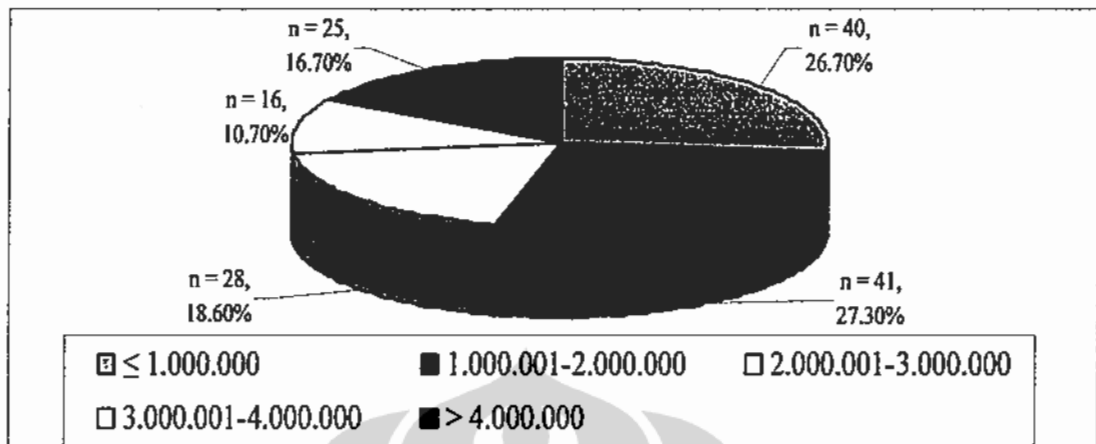 n = 25,
16.70%
n = 40,
26.70%
n = 16,
10.70%
n = 28,
18.60%
n = 41,
27.30%
≤ 1.000.000
1.000.001-2.000.000
2.000.001-3.000.000
3.000.001-4.000.000
> 4.000.000